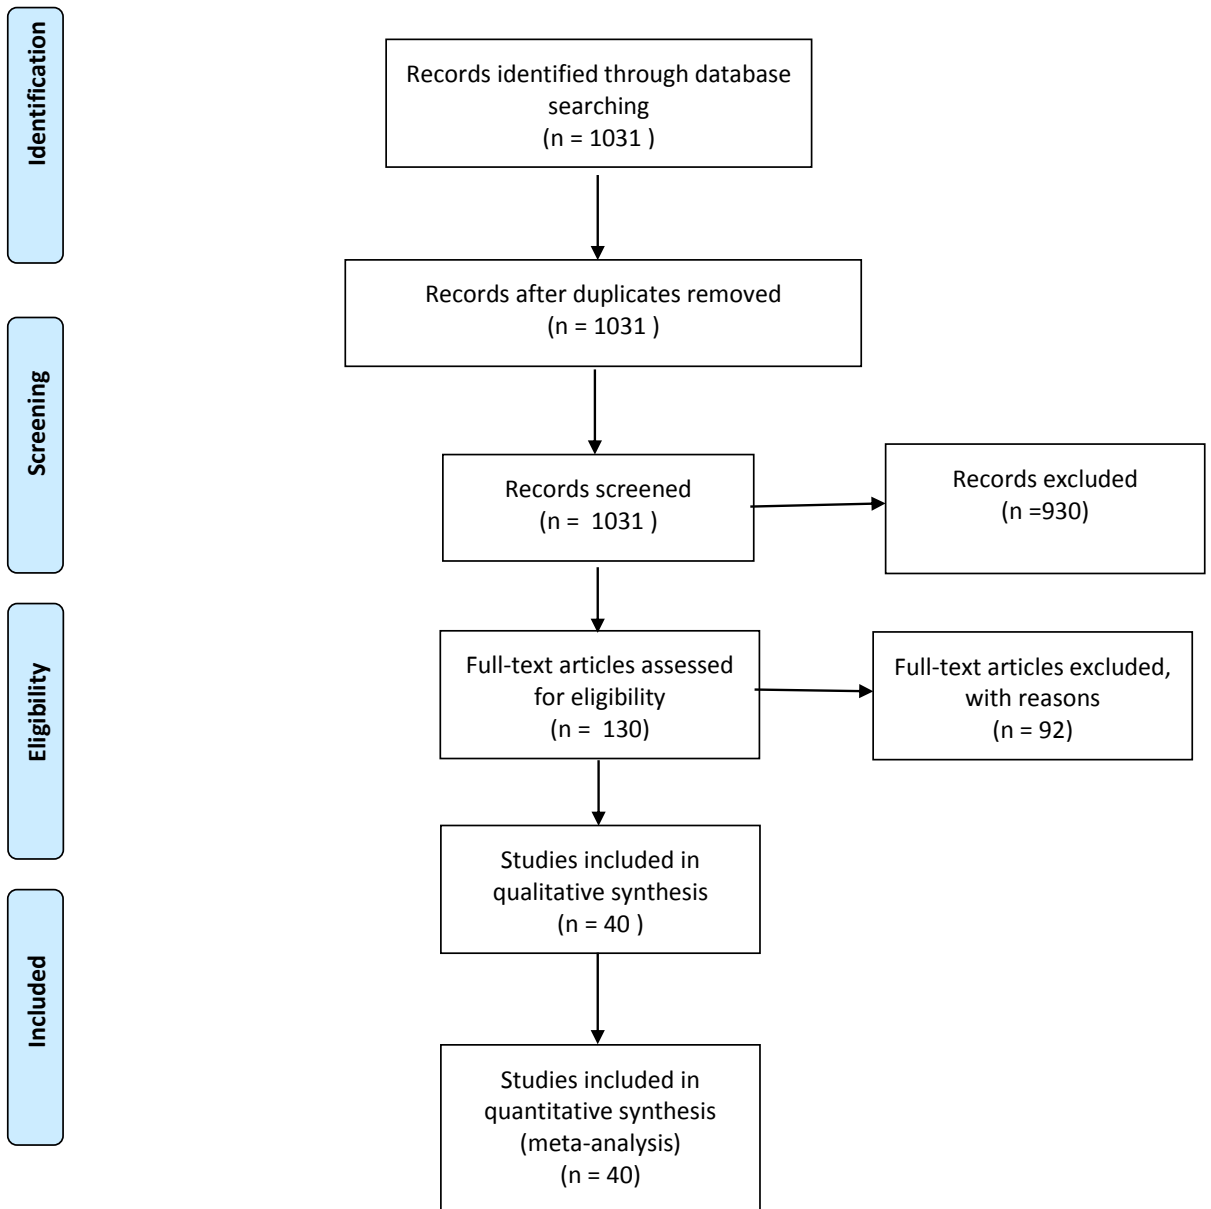 Identification
Records identified through database
searching
(n = 1031 )
Records after duplicates removed
(n = 1031 )
Screening
Records screened
(n =  1031 )
Records excluded
(n =930)
Eligibility
Full-text articles assessed
for eligibility
(n =  130)
Full-text articles excluded,
with reasons
(n = 92)
Studies included in
qualitative synthesis
(n = 40 )
Included
Studies included in
quantitative synthesis
(meta-analysis)
(n = 40)